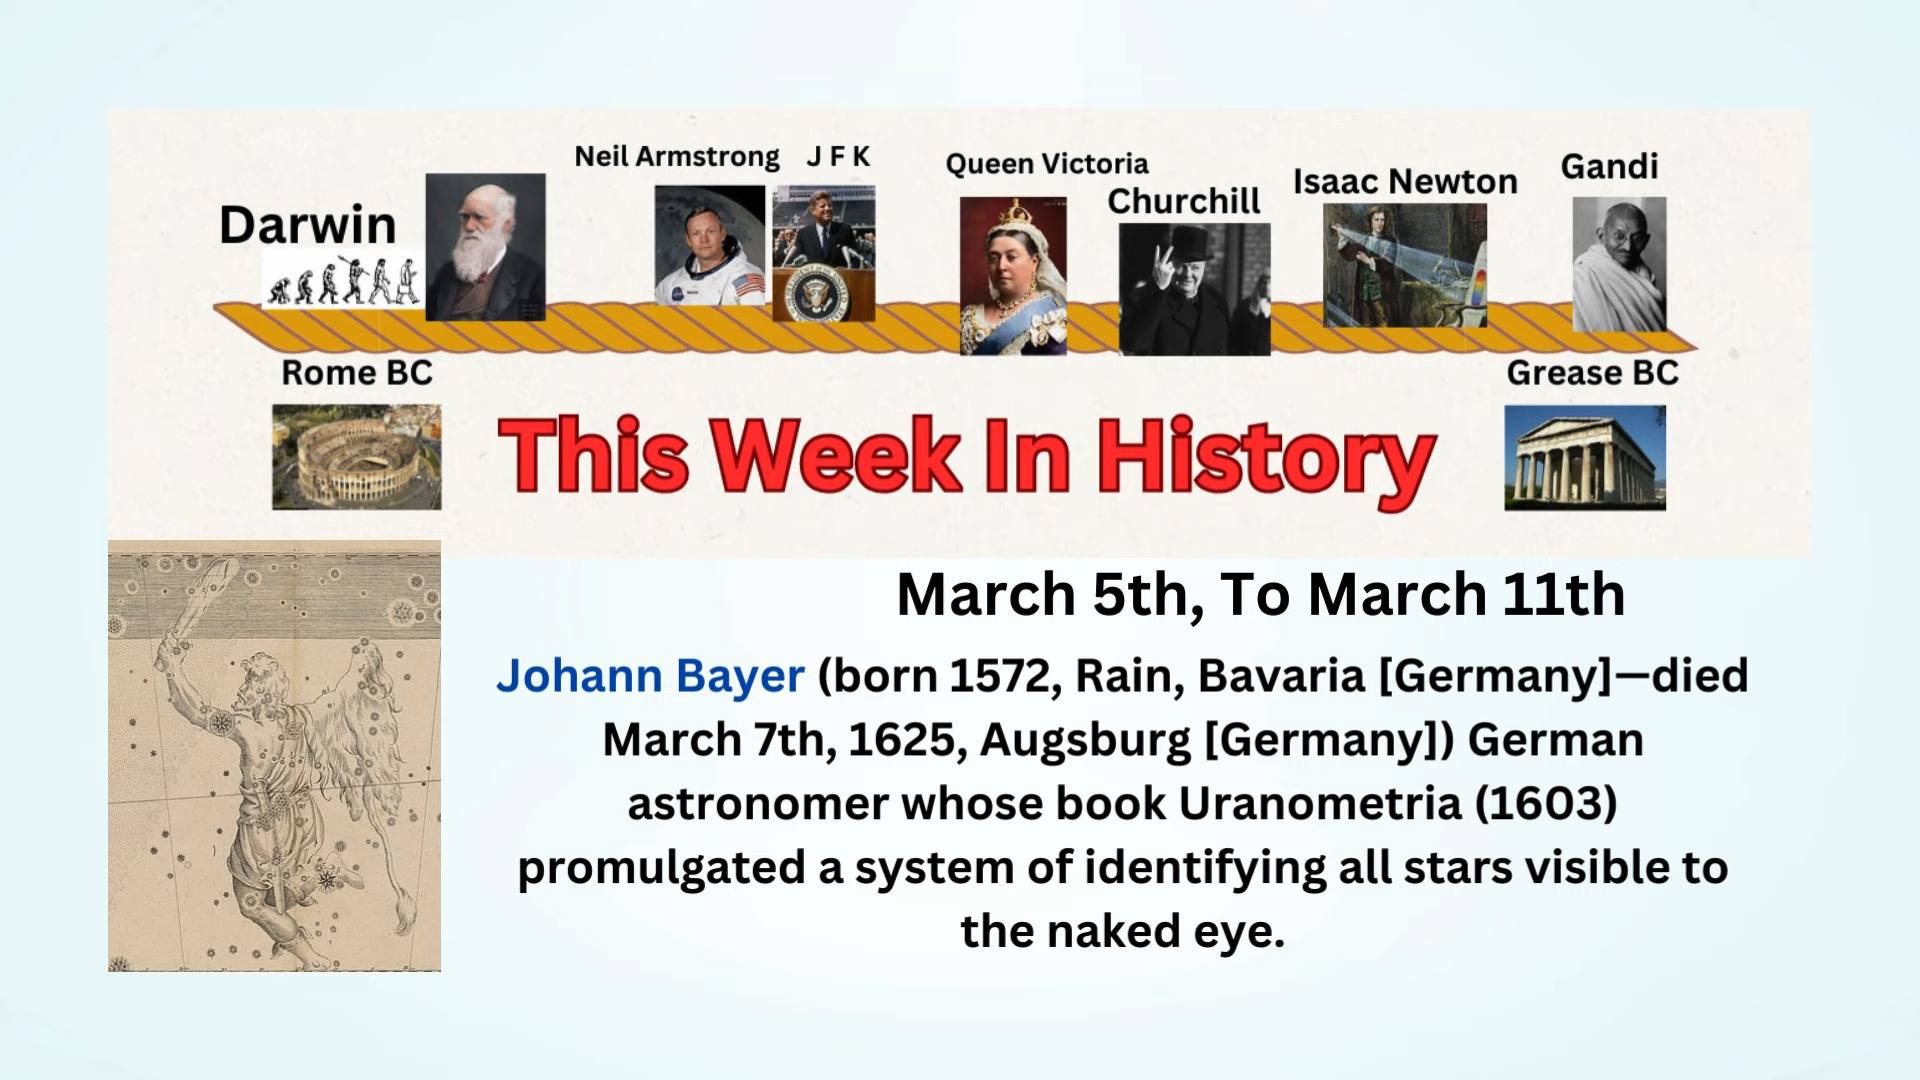 Neil Armstrong
J F K
Queen Victoria
Gandi
Isaac Newton
Churchill
Darwin
Rome BC
Grease BC
This Week In History
March 5th, To March 11th
Johann Bayer (born 1572, Rain, Bavaria [Germany]—died
March 7th, 1625, Augsburg [Germany]) German
astronomer whose book Uranometria (1603)
promulgated a system of identifying all stars visible to
the naked eye.